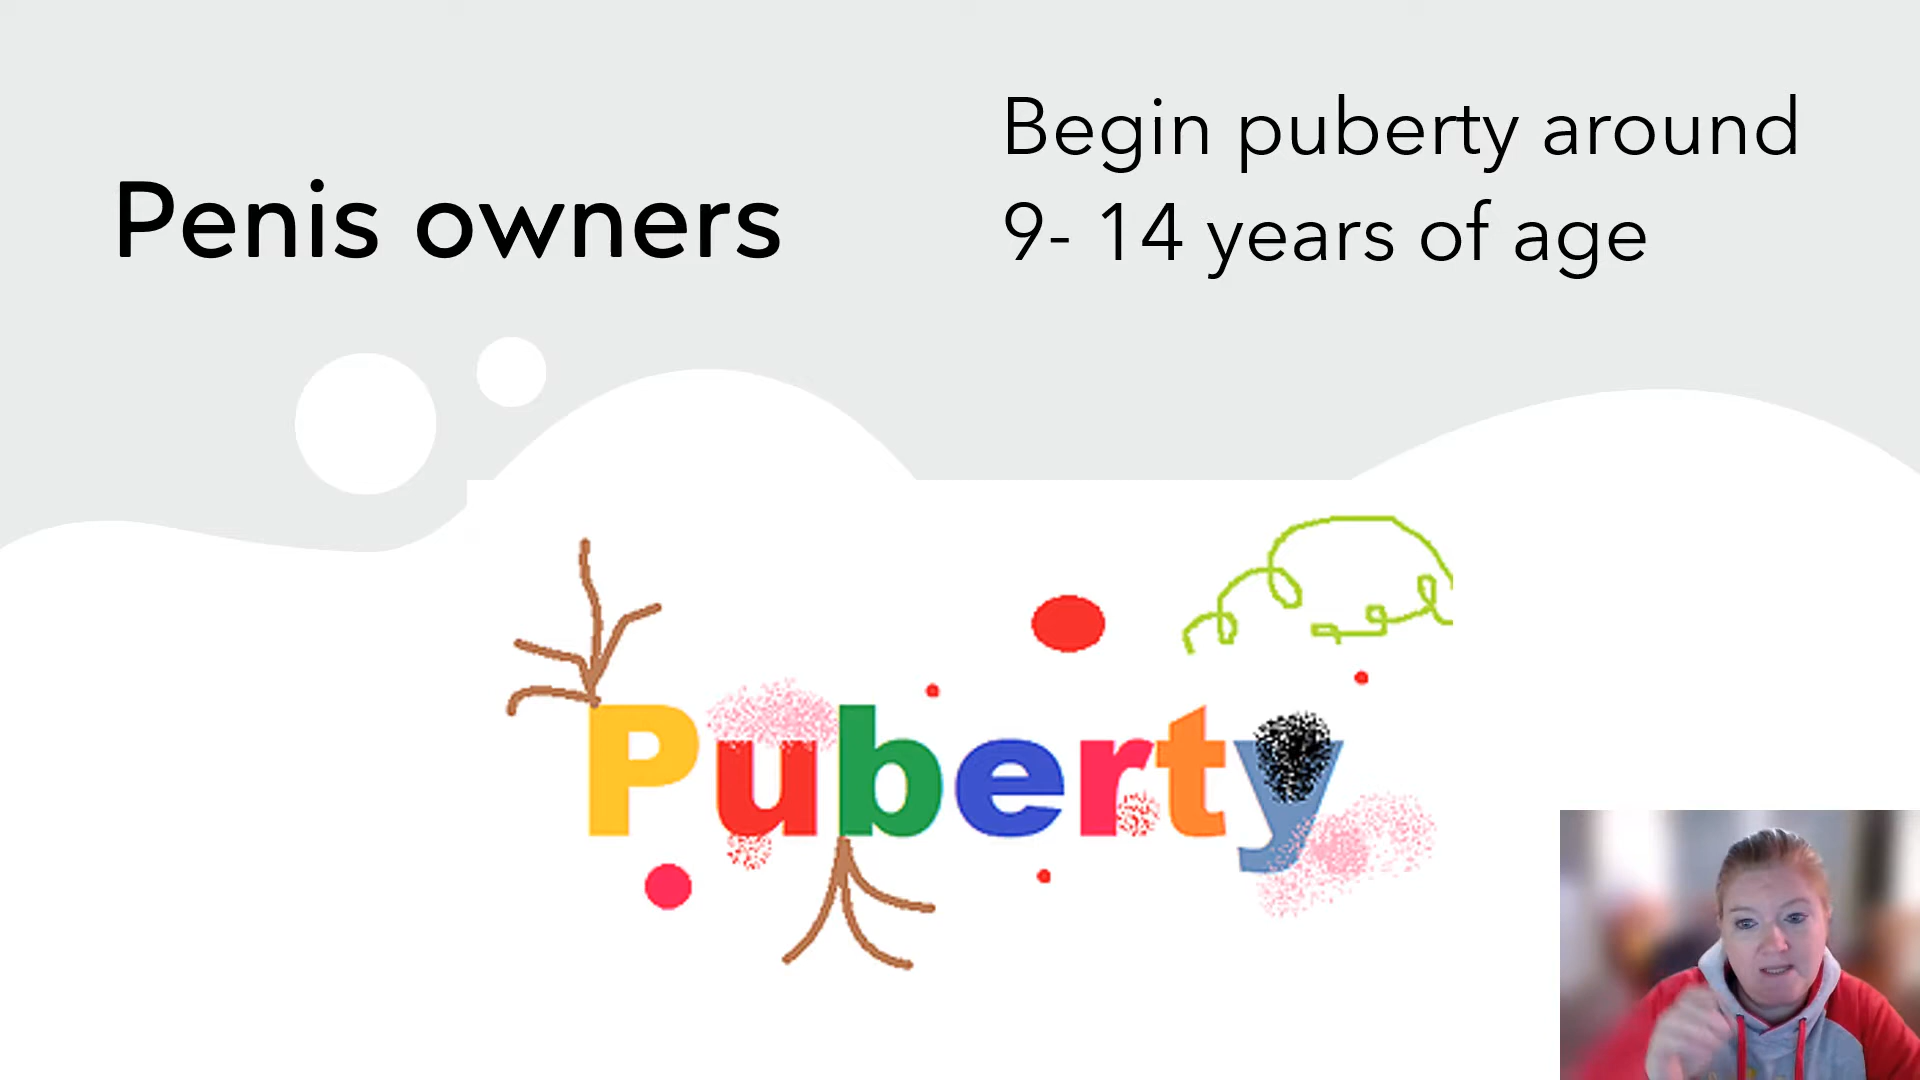 Penis owners
Begin puberty around
9- 14 years of age
Puberty